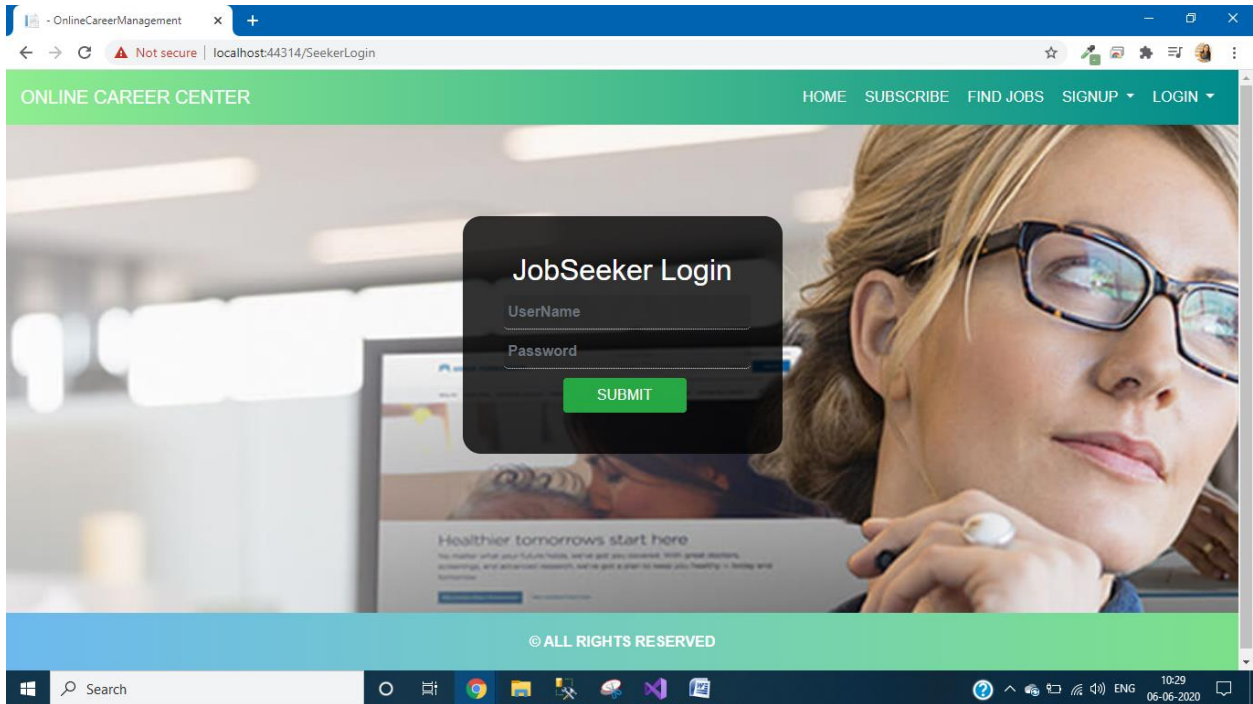 - OnlineCareerManagement
Not secure | localhost:44314/SeekerLogin
ONLINE CAREER CENTER HOME SUBSCRIBE FIND JOBS SIGNUP LOGIN
JobSeeker Login
UserName
Password
SUBMIT
Healthier tomorrows start here
© ALL RIGHTS RESERVED
Search
ENG
10:29
06-06-2020